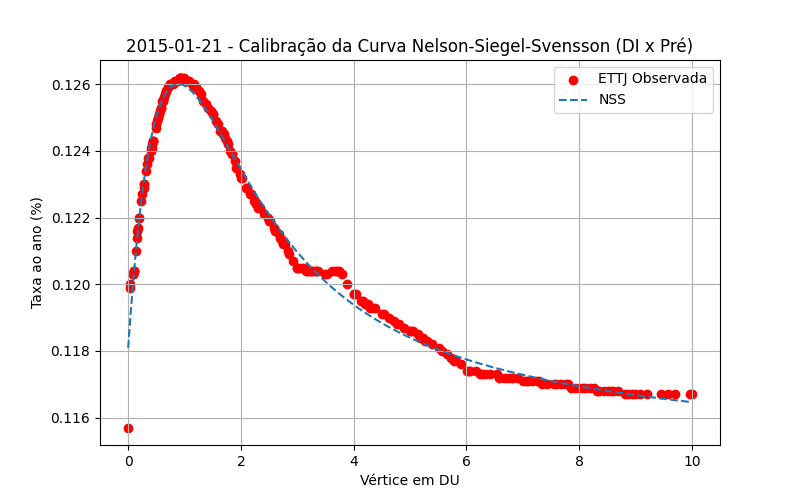 2015-01-21 - Calibração da Curva Nelson-Siegel-Svensson (DI x Pré)
ETTJ Observada
NSS
Taxa ao ano (%)
0.126
0.124
0.122
0.120
0.118
0.116
0
2
4
6
8
10
Vértice em DU